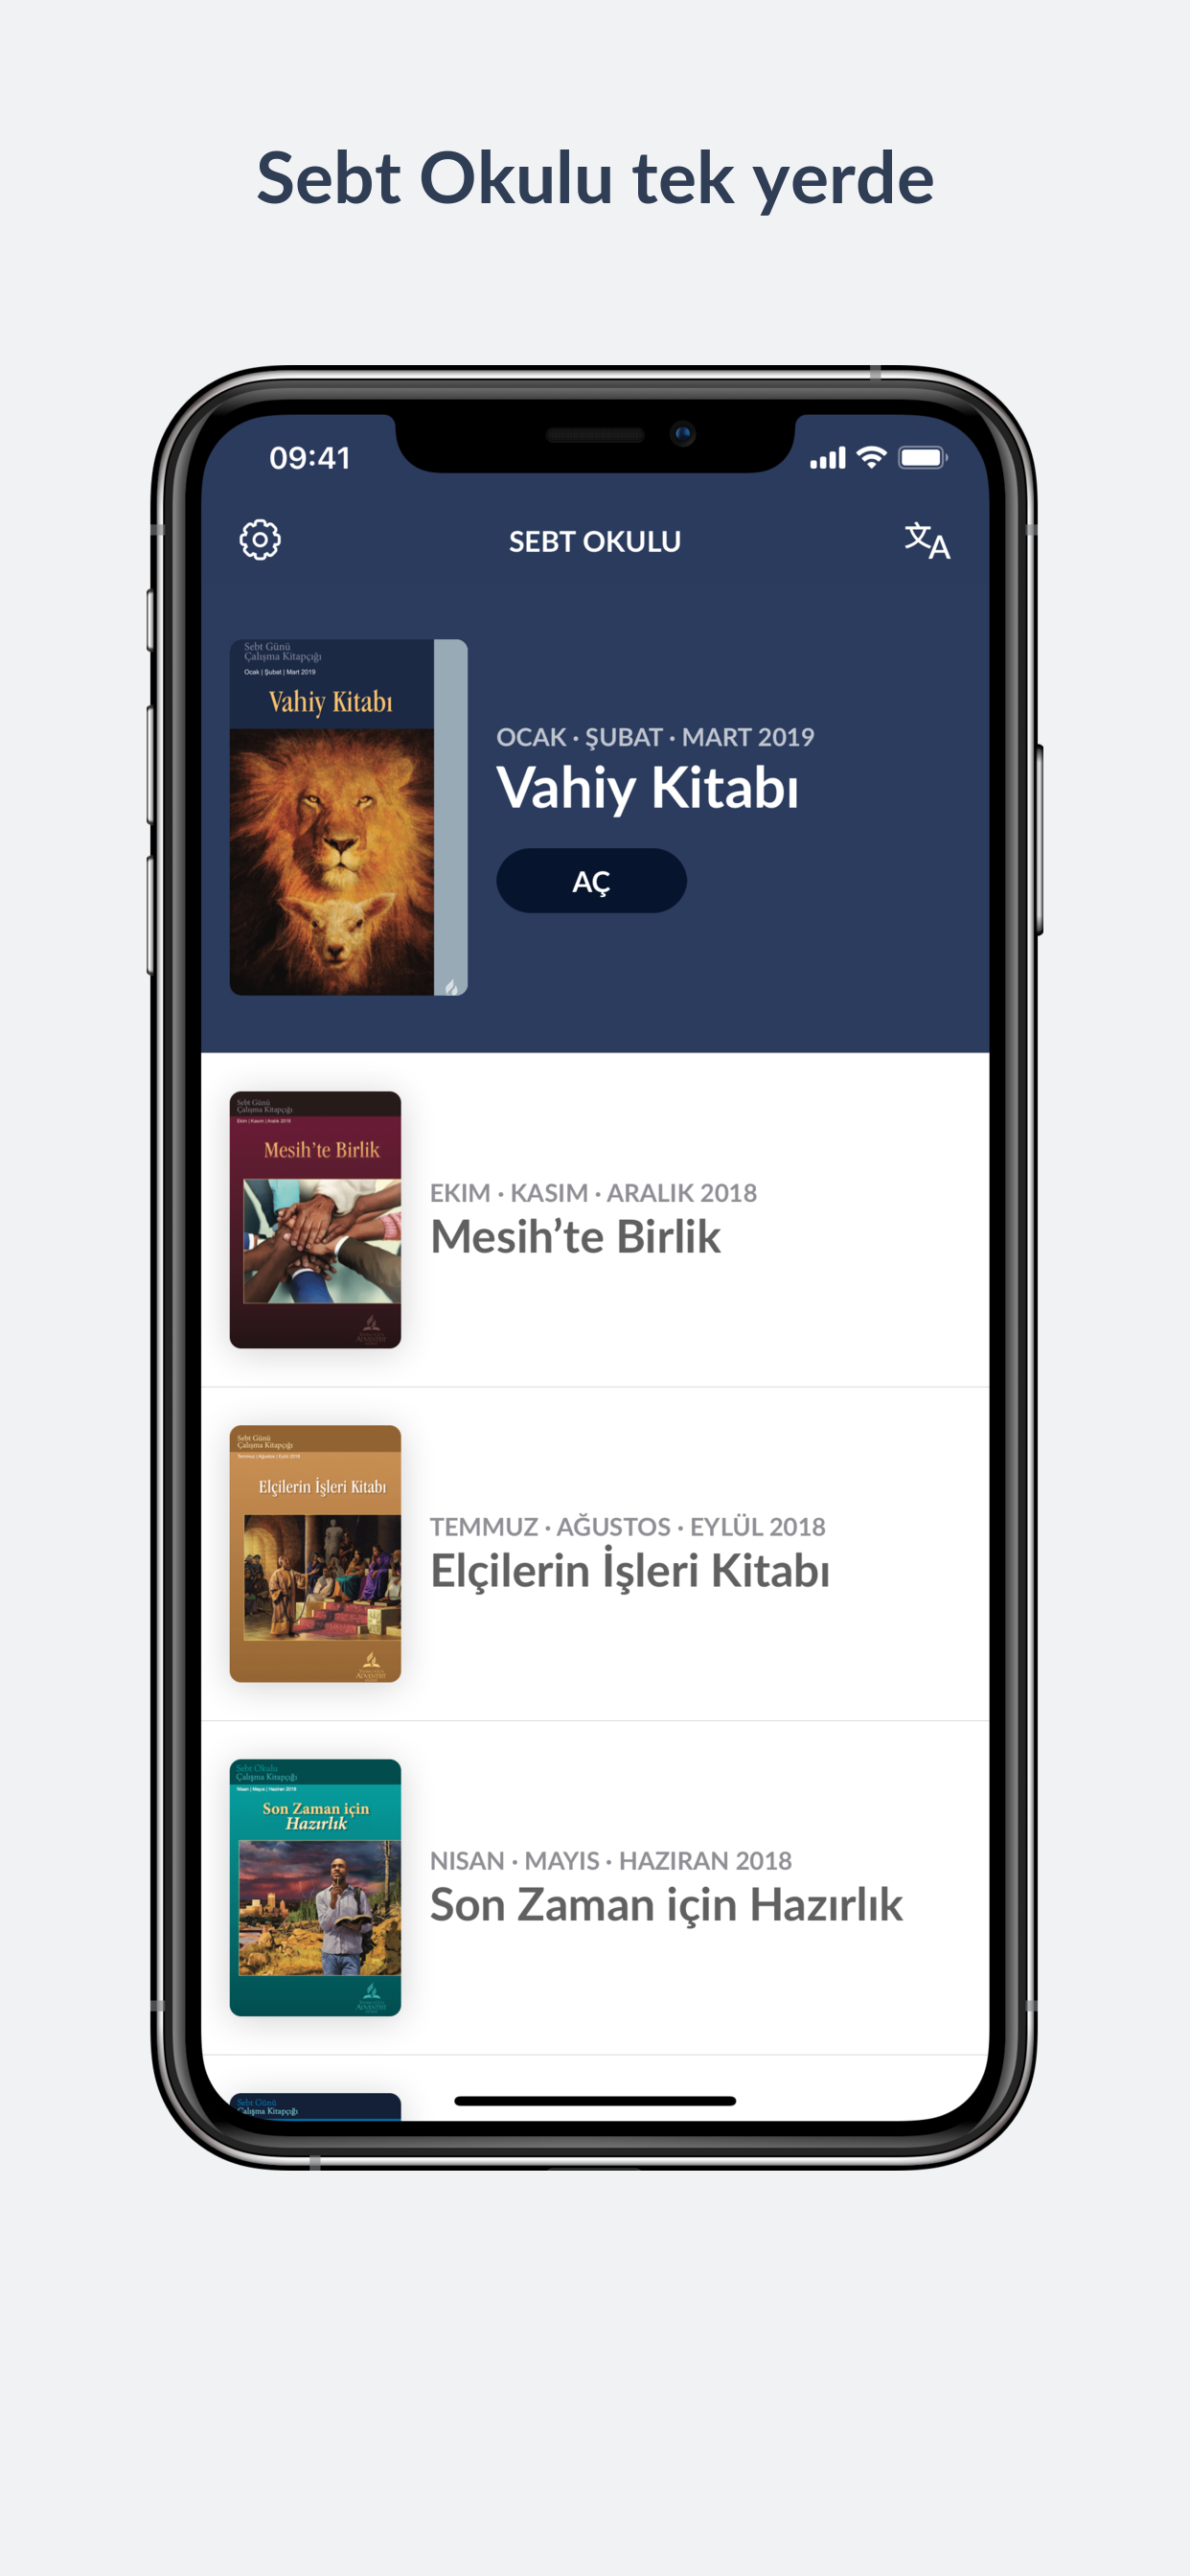 Sebt Okulu tek yerde
09:41
SEBT OKULU
文A
Sebt Günü
Çalışma Kitapçığı
Ocak | Şubat | Mart 2019
Vahiy Kitabı
OCAK · ŞUBAT · MART 2019
Vahiy Kitabı
AÇ
Sebt Günü
Çalışma Kitapçığı
Ekim | Kasım | Aralık 2018
Mesih'te Birlik
EKIM · KASIM · ARALIK 2018
Mesih’te Birlik
Sebt Günü
Çalışma Kitapçığı
Temmuz | Ağustos | Eylül 2018
Elçilerin İşleri Kitabı
ADVENTİST
TEMMUZ · AĞUSTOS · EYLÜL 2018
Elçilerin İşleri Kitabı
Sebt Okulu
Çalışma Kitapçığı
Nisan | Mayıs | Haziran 2018
Son Zaman için
Hazırlık
NISAN · MAYIS · HAZIRAN 2018
Son Zaman için Hazırlık
Sebt Günü
Çalışma Kitapçığı